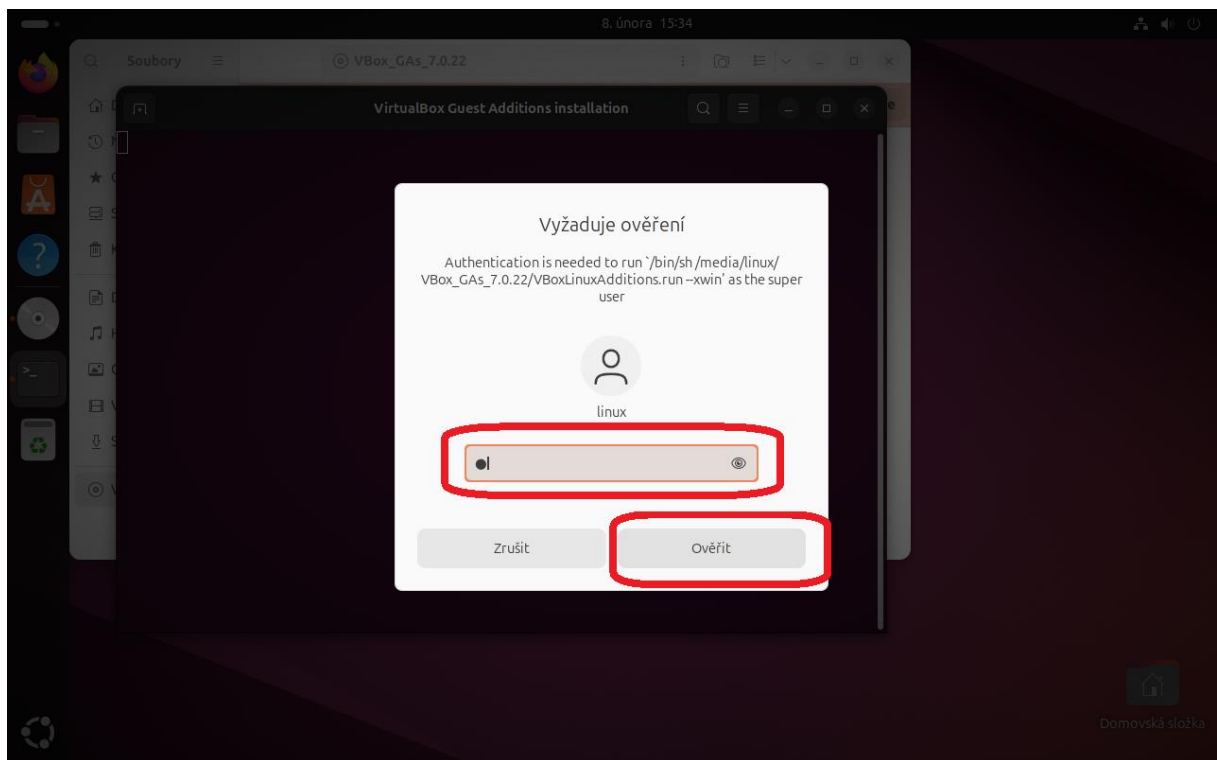 8. února 15:34
Soubory
VBox_GAs_7.0.22
VirtualBox Guest Additions installation
Vyžaduje ověření
Authentication is needed to run `/bin/sh /media/linux/
VBox_GAs_7.0.22/VBoxLinuxAdditions.run --xwin' as the super
user
linux
Zrušit
Ověřit
Domovská složka